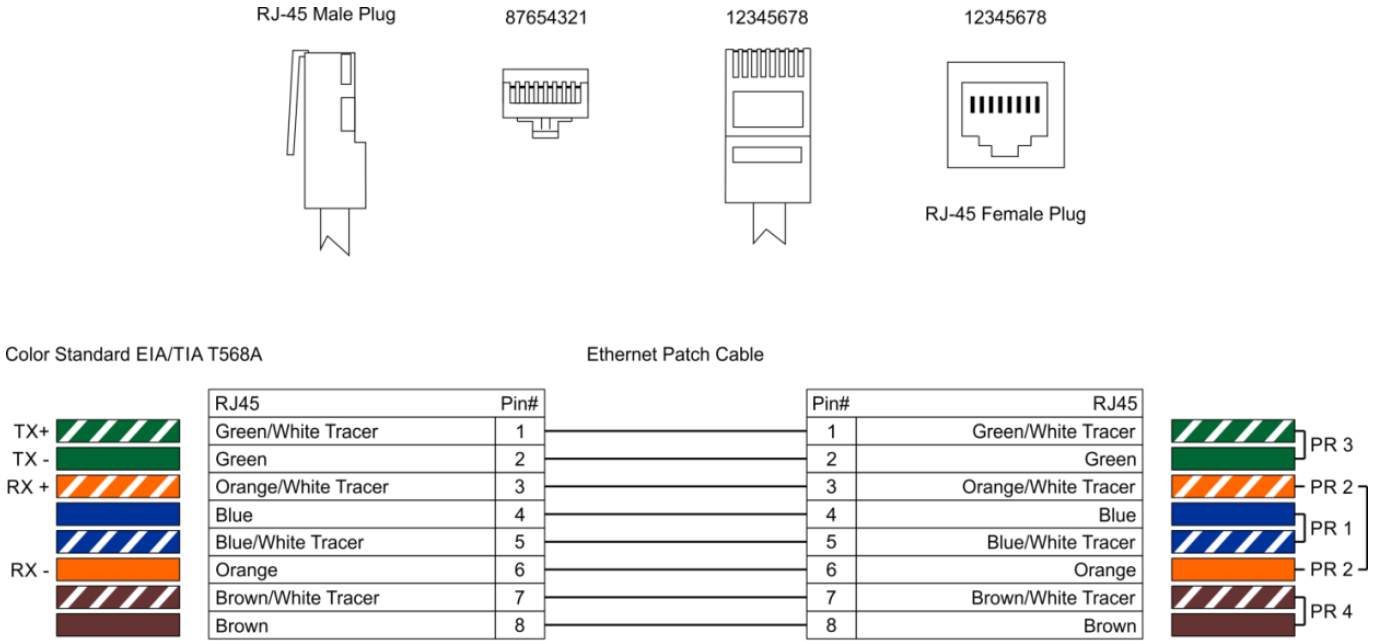 RJ-45 Male Plug 87654321 12345678 12345678
RJ-45 Female Plug
Color Standard EIA/TIA T568A Ethernet Patch Cable
RJ45 Pin# Pin# RJ45
TX+ Green/White Tracer 1 1 Green/White Tracer
PR 3
TX - Green 2 2 Green
RX + Orange/White Tracer 3 3 Orange/White Tracer PR 2
Blue 4 4 Blue
PR 1
Blue/White Tracer 5 5 Blue/White Tracer
RX - Orange 6 6 Orange PR 2
Brown/White Tracer 7 7 Brown/White Tracer
PR 4
Brown 8 8 Brown